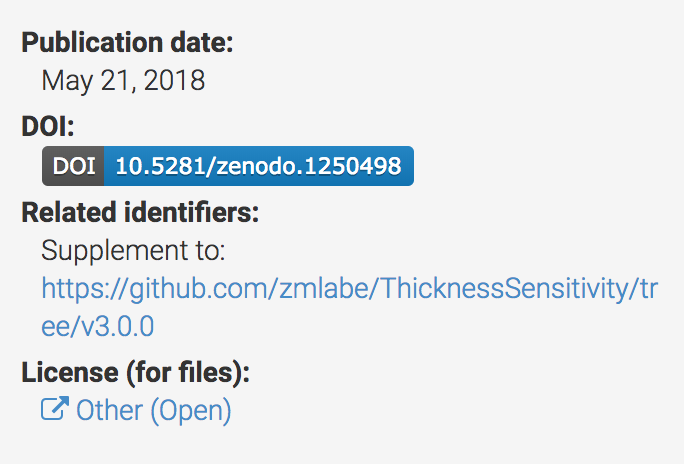 Publication date:
May 21, 2018
DOI:
DOI 10.5281/zenodo.1250498
Related identifiers:
Supplement to:
https://github.com/zmlabe/ThicknessSensitivity/tr
ee/v3.0.0
License (for files):
Other (Open)